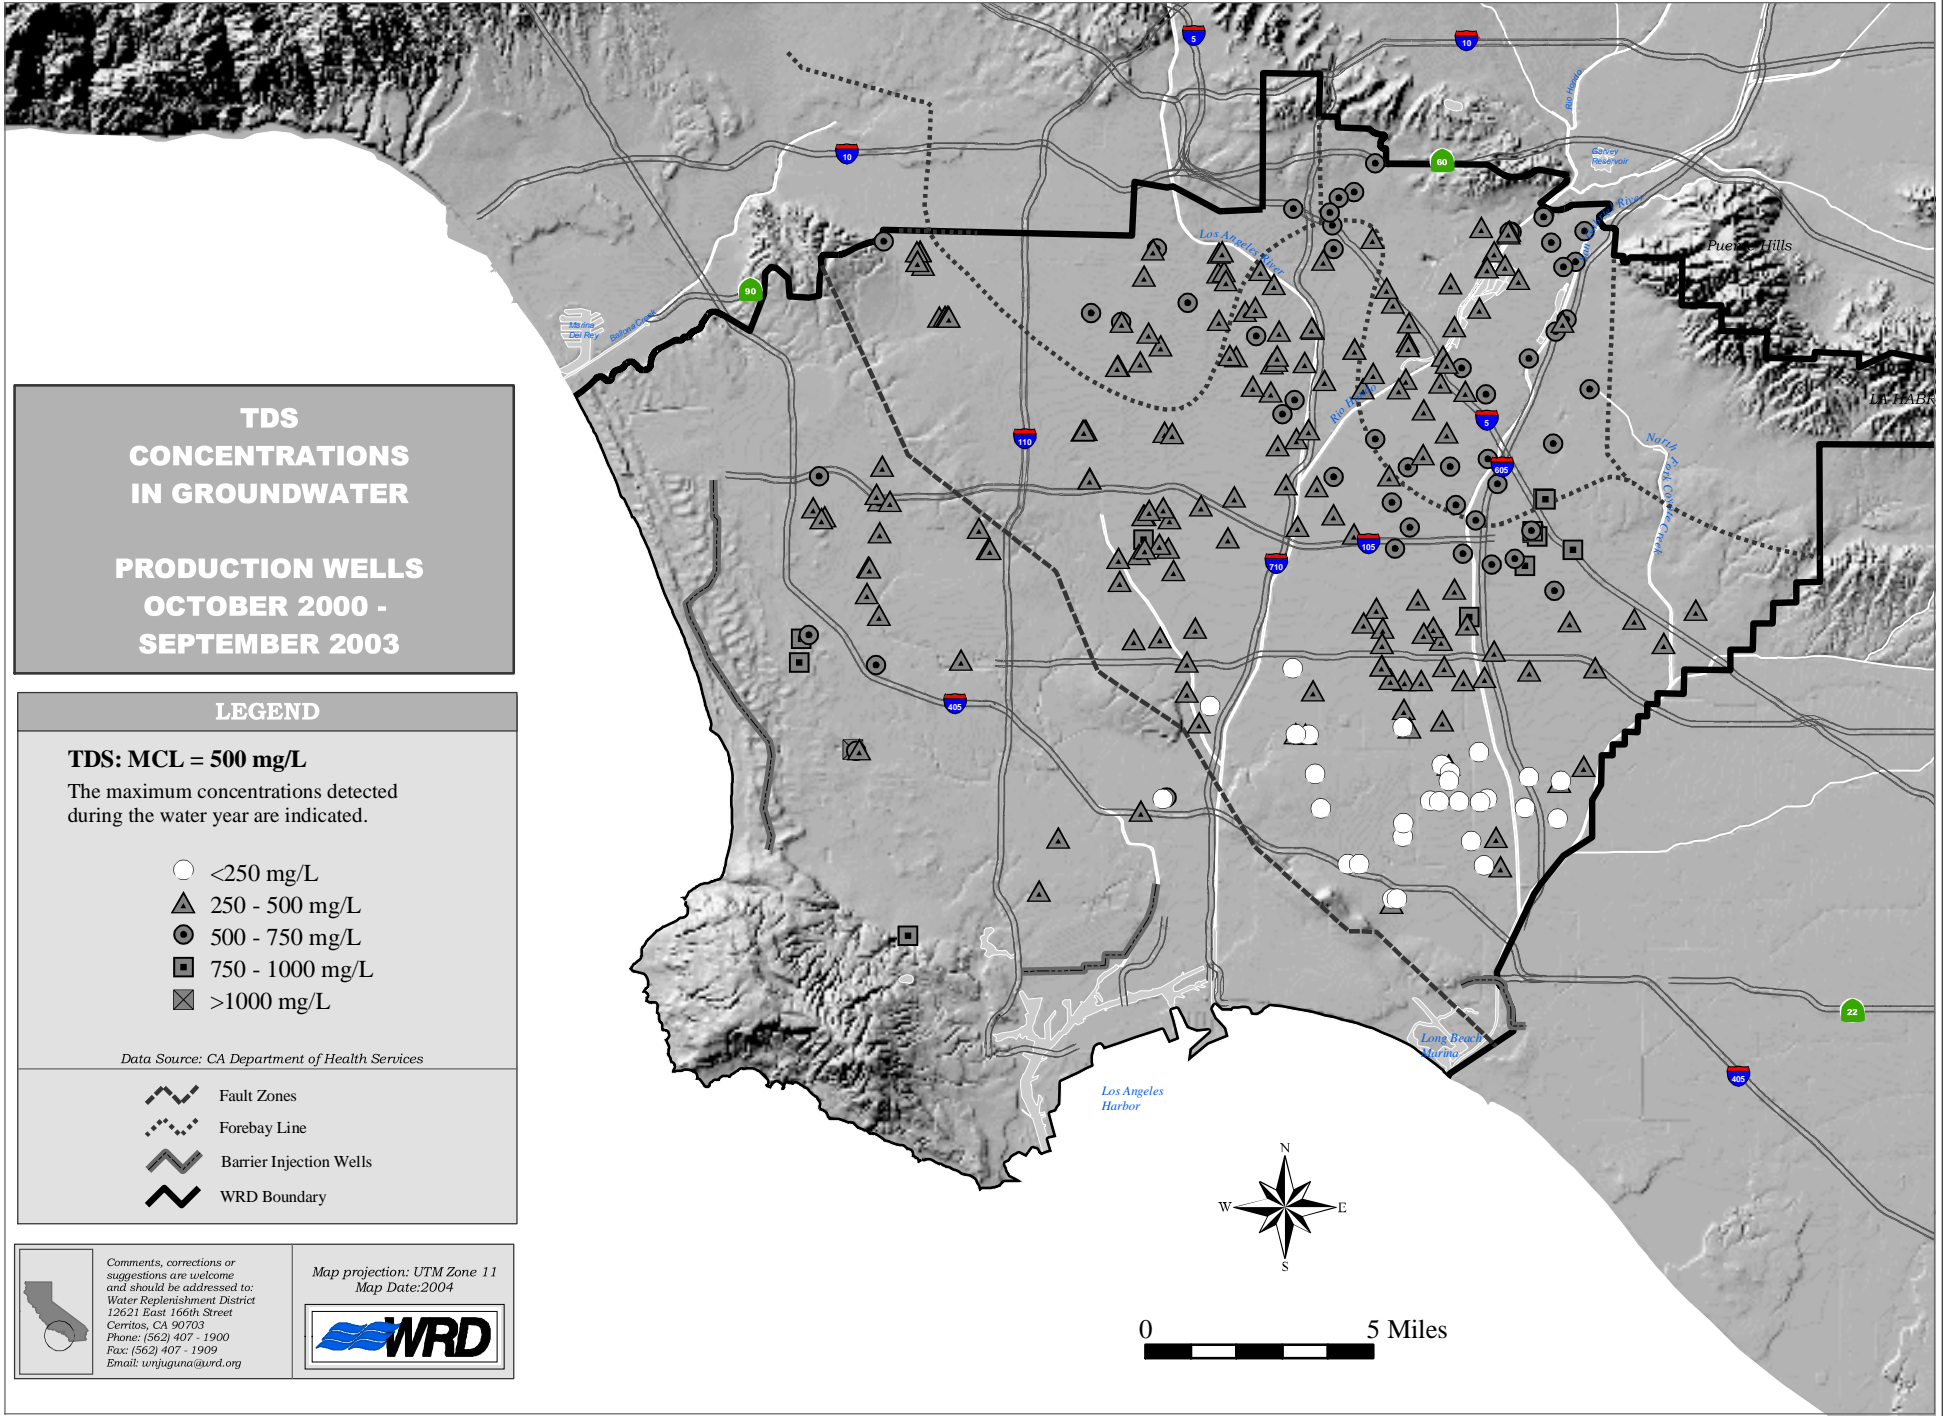 TDS
CONCENTRATIONS
IN GROUNDWATER
PRODUCTION WELLS
OCTOBER 2000 -
SEPTEMBER 2003
LEGEND
TDS: MCL = 500 mg/L
The maximum concentrations detected
during the water year are indicated.
<250 mg/L
250 - 500 mg/L
500 - 750 mg/L
750 - 1000 mg/L
>1000 mg/L
Data Source: CA Department of Health Services
Fault Zones
Forebay Line
Barrier Injection Wells
WRD Boundary
Comments, corrections or
suggestions are welcome
and should be addressed to:
Water Replenishment District
12621 East 166th Street
Cerritos, CA 90703
Phone: (562) 407 - 1900
Fax: (562) 407 - 1909
Email: wnjuguna@wrd.org
Map projection: UTM Zone 11
Map Date:2004
WRD
5
10
10
60
90
110
5
605
105
710
405
22
405
Rio Hondo
Garvey
Reservoir
River
Puente Hills
LA HABR
Los Angeles River
Marina
Del Rey
Ballona Creek
Rio Hondo
North Fork Coyote Creek
Long Beach
Marina
Los Angeles
Harbor
N
W
E
S
0
5 Miles